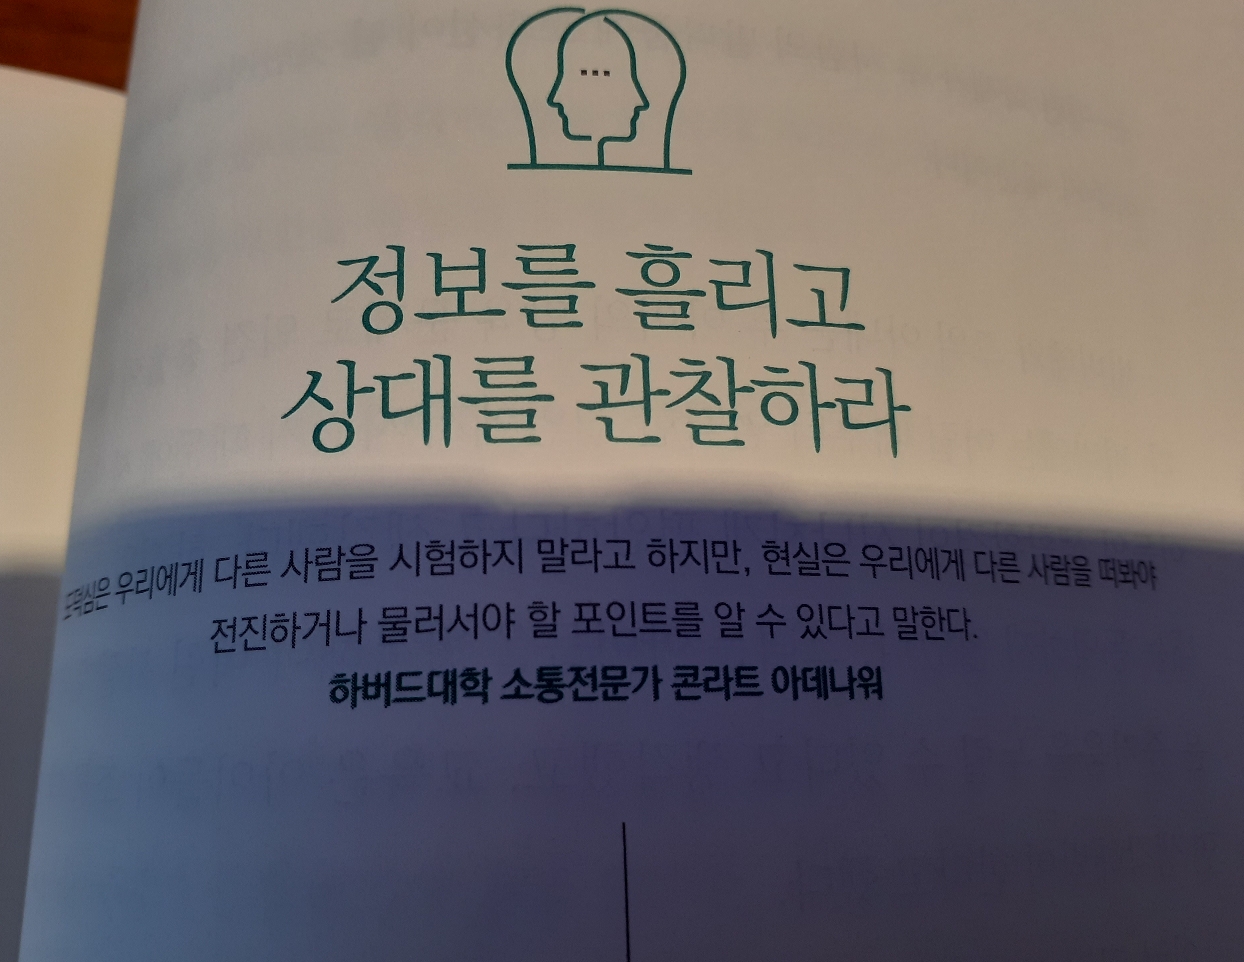 정보를 흘리고
상대를 관찰하라
도덕심은 우리에게 다른 사람을 시험하지 말라고 하지만, 현실은 우리에게 다른 사람을 떠봐야
전진하거나 물러서야 할 포인트를 알 수 있다고 말한다.
하버드대학 소통전문가 콘라트 아데나워